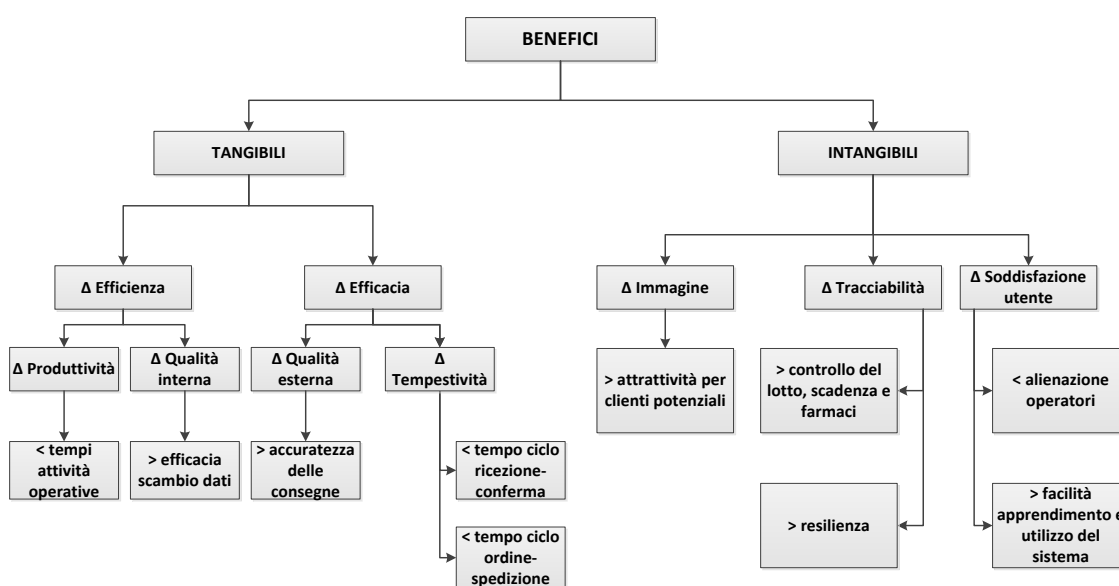 BENEFICI
TANGIBILI
INTANGIBILI
Δ Efficienza
Δ Efficacia
Δ Immagine
Δ Tracciabilità
Δ Soddisfazione
utente
Δ Produttività
Δ Qualità
interna
Δ Qualità
esterna
Δ
Tempestività
> attrattività per
clienti potenziali
> controllo del
lotto, scadenza e
farmaci
< alienazione
operatori
< tempi
attività
operative
> efficacia
scambio dati
> accuratezza
delle
consegne
< tempo ciclo
ricezione-
conferma
< tempo ciclo
ordine-
spedizione
> resilienza
> facilità
apprendimento e
utilizzo del
sistema